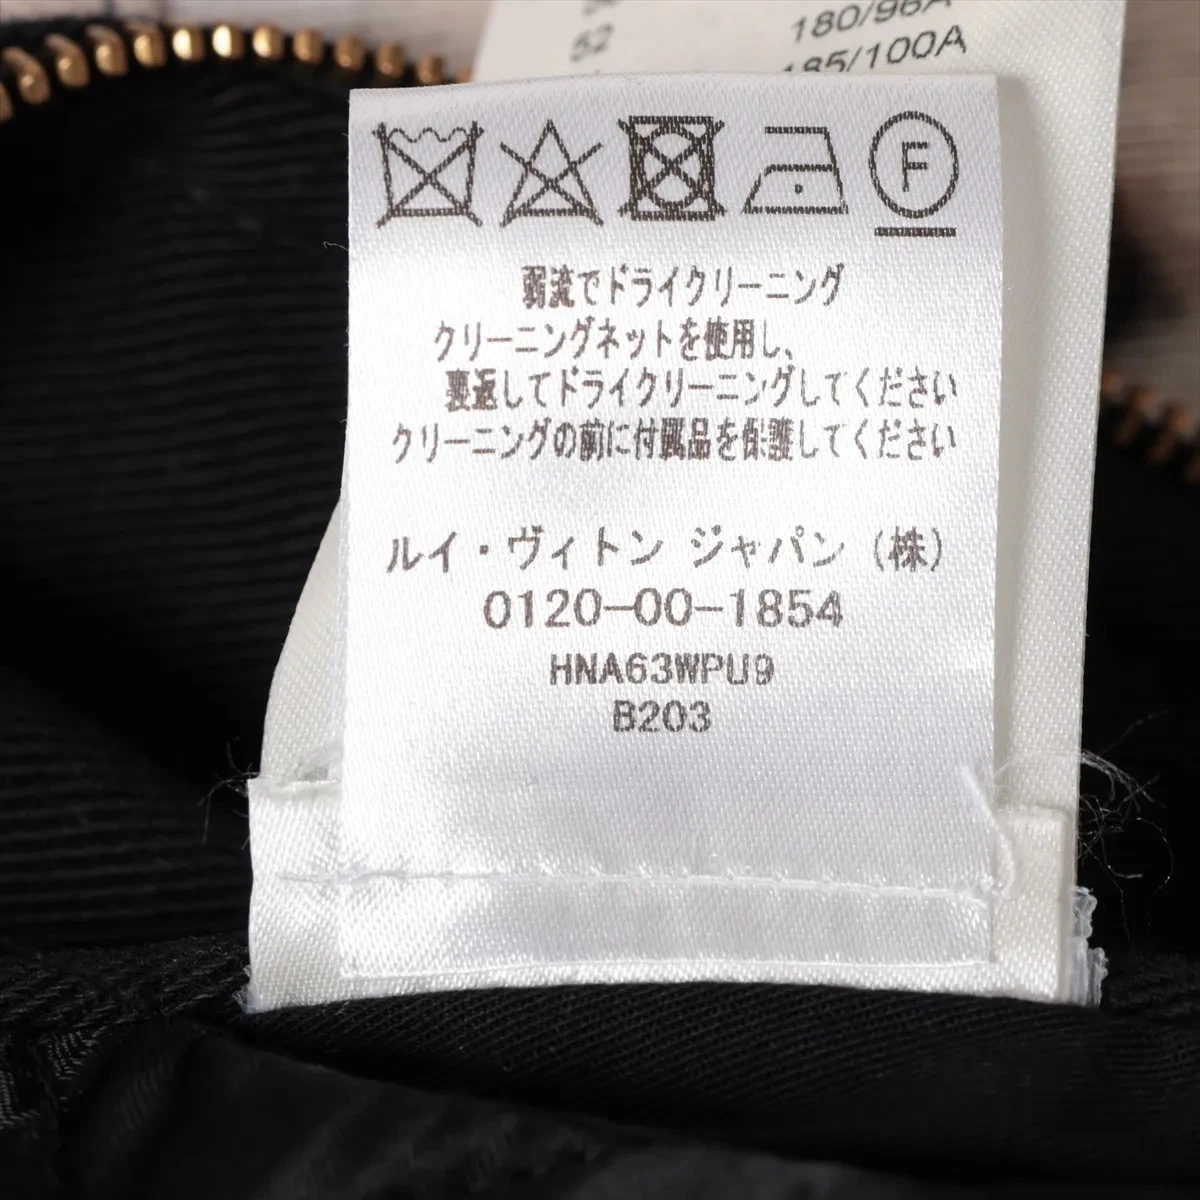 52
180/96A
185/100A
F
弱流でドライクリーニング
クリーニングネットを使用し、
裏返してドライクリーニングしてください
クリーニングの前に付属品を保護してください
ルイ・ヴィトン ジャパン (株)
0120-00-1854
HNA63WPU9
B203